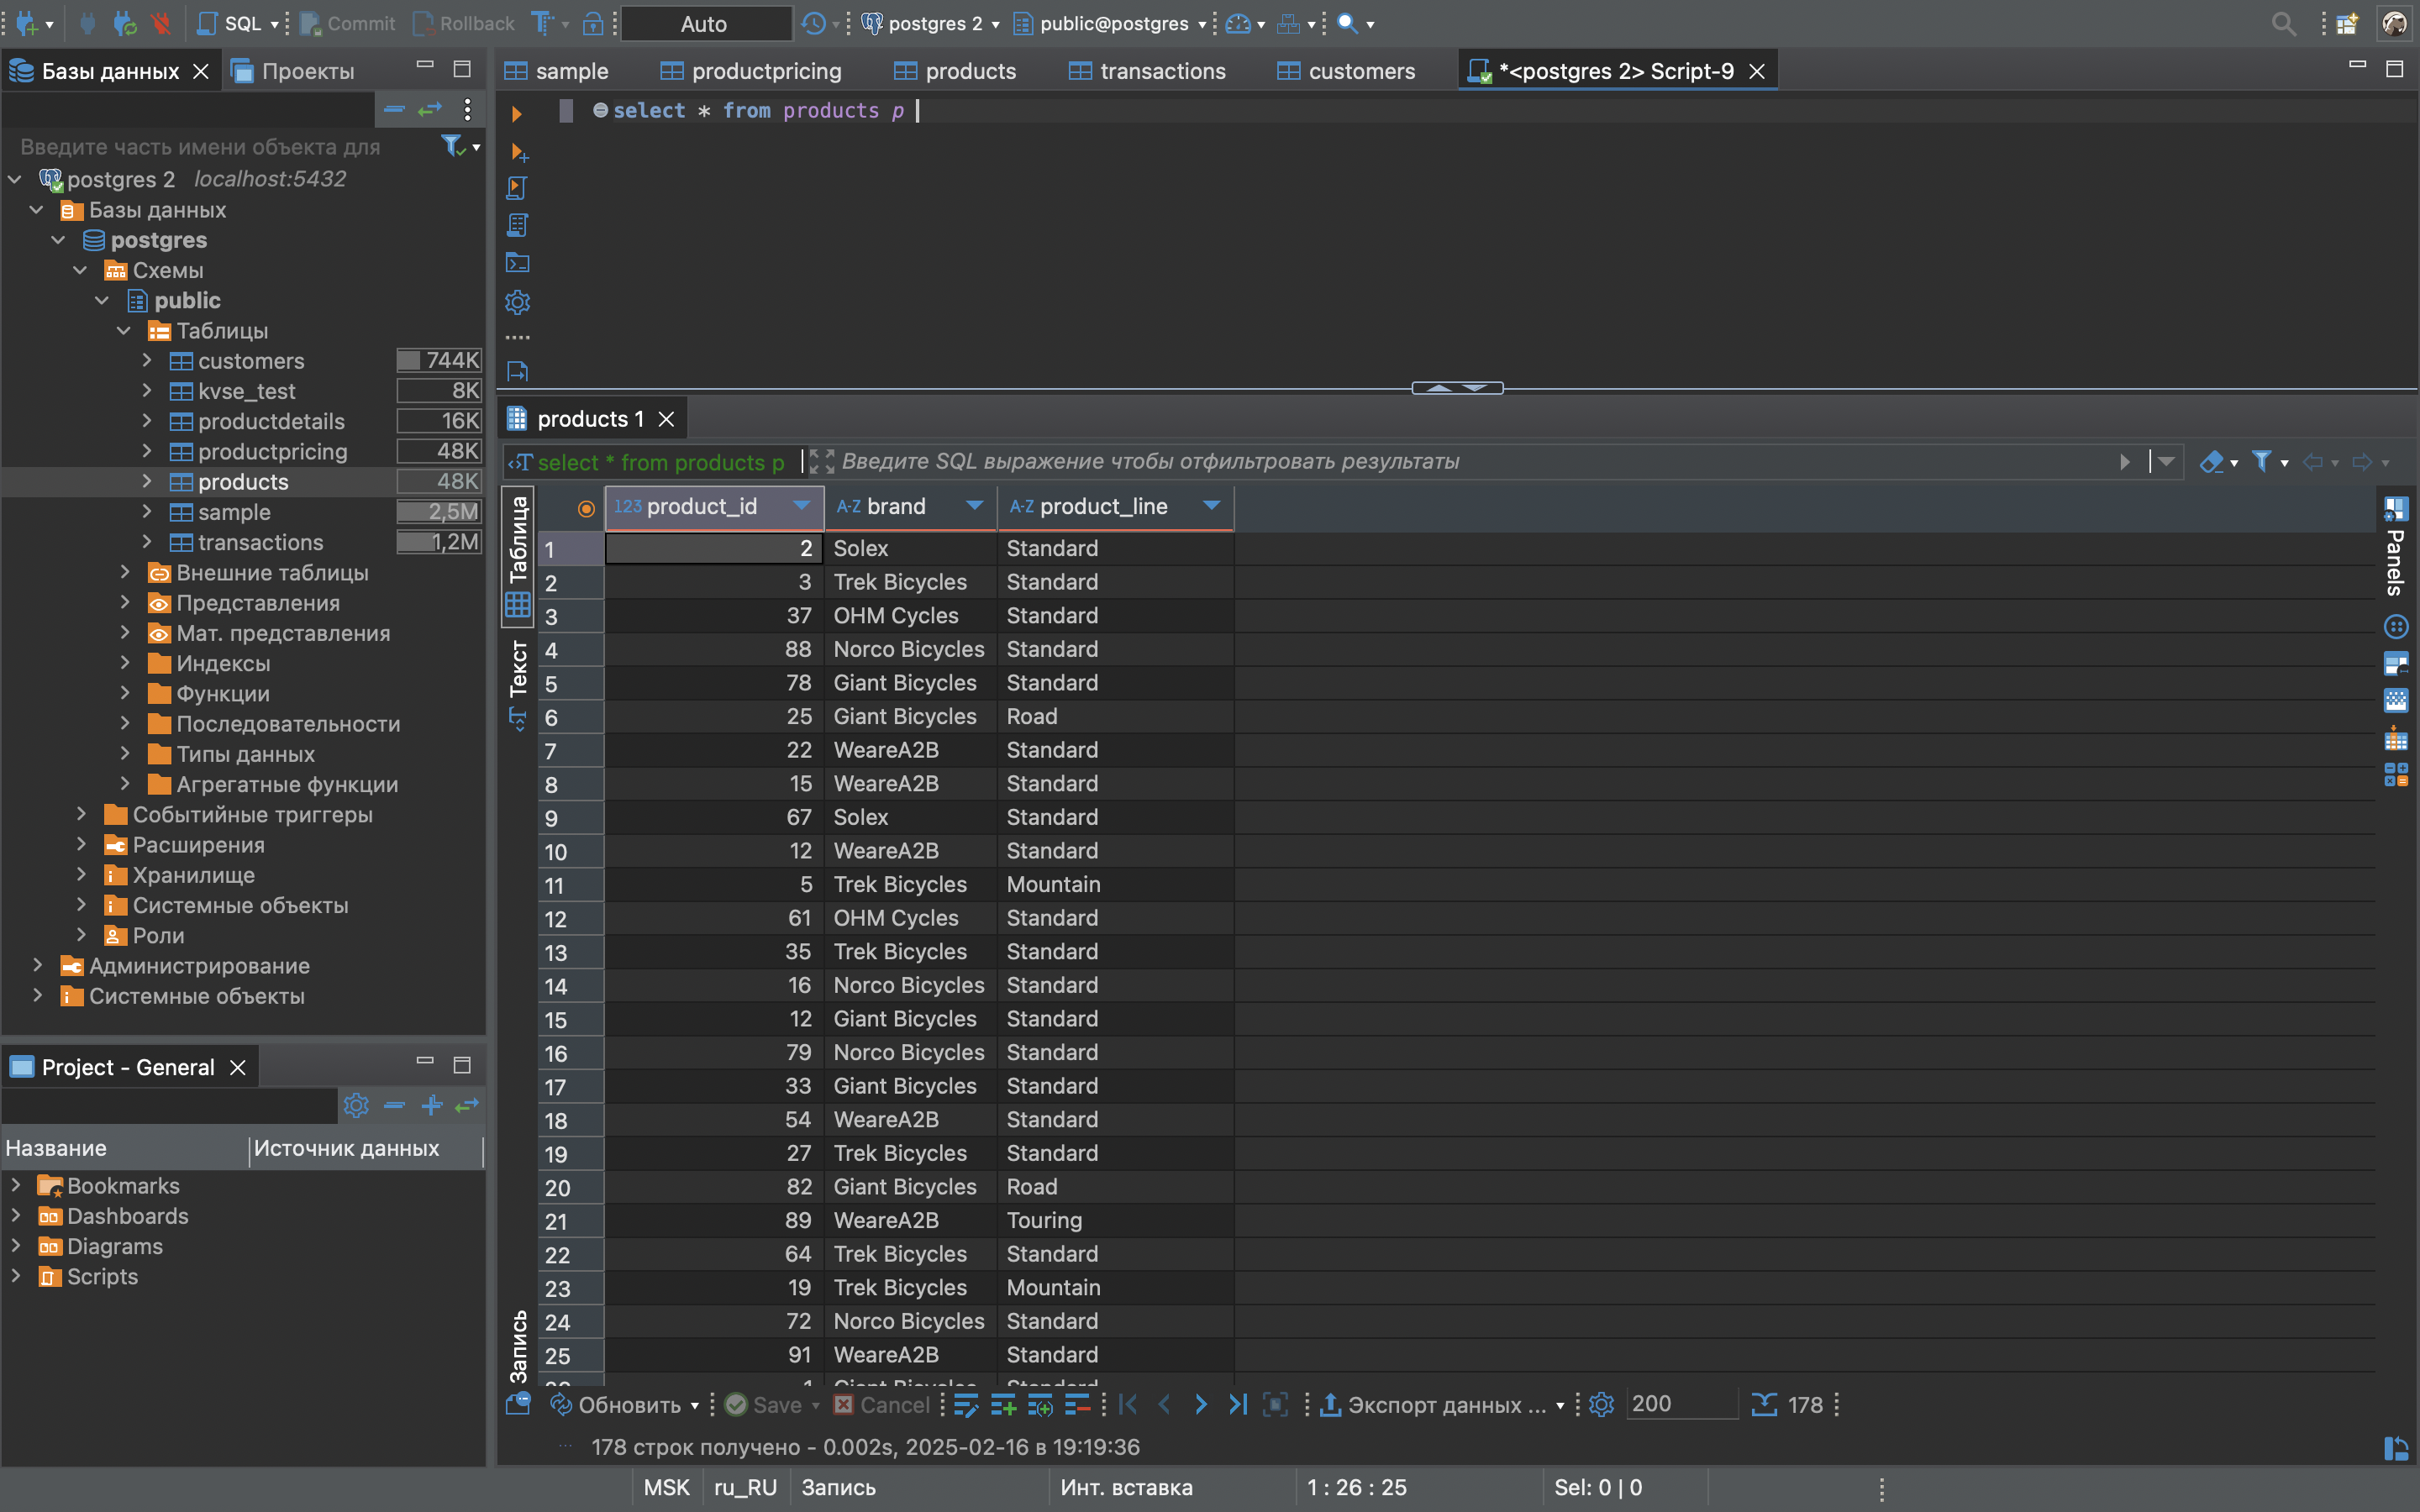 SQL Commit Rollback Auto postgres 2 public@postgres
Базы данных Проекты
sample productpricing products transactions customers *<postgres 2> Script-9
Введите часть имени объекта для
postgres 2 localhost:5432
Базы данных
postgres
Схемы
public
Таблицы
customers 744K
kvse_test 8K
productdetails 16K
productpricing 48K
products 48K
sample 2,5M
transactions 1,2M
Внешние таблицы
Представления
Мат. представления
Индексы
Функции
Последовательности
Типы данных
Агрегатные функции
Событийные триггеры
Расширения
Хранилище
Системные объекты
Роли
Администрирование
Системные объекты
Project - General
Название Источник данных
Bookmarks
Dashboards
Diagrams
Scripts
select * from products p
products 1
select * from products p Введите SQL выражение чтобы отфильтровать результаты
Таблица
Текст
Запись
Panels
123 product_id A-Z brand A-Z product_line
1 2 Solex Standard
2 3 Trek Bicycles Standard
3 37 OHM Cycles Standard
4 88 Norco Bicycles Standard
5 78 Giant Bicycles Standard
6 25 Giant Bicycles Road
7 22 WeareA2B Standard
8 15 WeareA2B Standard
9 67 Solex Standard
10 12 WeareA2B Standard
11 5 Trek Bicycles Mountain
12 61 OHM Cycles Standard
13 35 Trek Bicycles Standard
14 16 Norco Bicycles Standard
15 12 Giant Bicycles Standard
16 79 Norco Bicycles Standard
17 33 Giant Bicycles Standard
18 54 WeareA2B Standard
19 27 Trek Bicycles Standard
20 82 Giant Bicycles Road
21 89 WeareA2B Touring
22 64 Trek Bicycles Standard
23 19 Trek Bicycles Mountain
24 72 Norco Bicycles Standard
25 91 WeareA2B Standard
Обновить Save Cancel Экспорт данных ... 200 178
178 строк получено - 0.002s, 2025-02-16 в 19:19:36
MSK ru_RU Запись Инт. вставка 1 : 26 : 25 Sel: 0 | 0